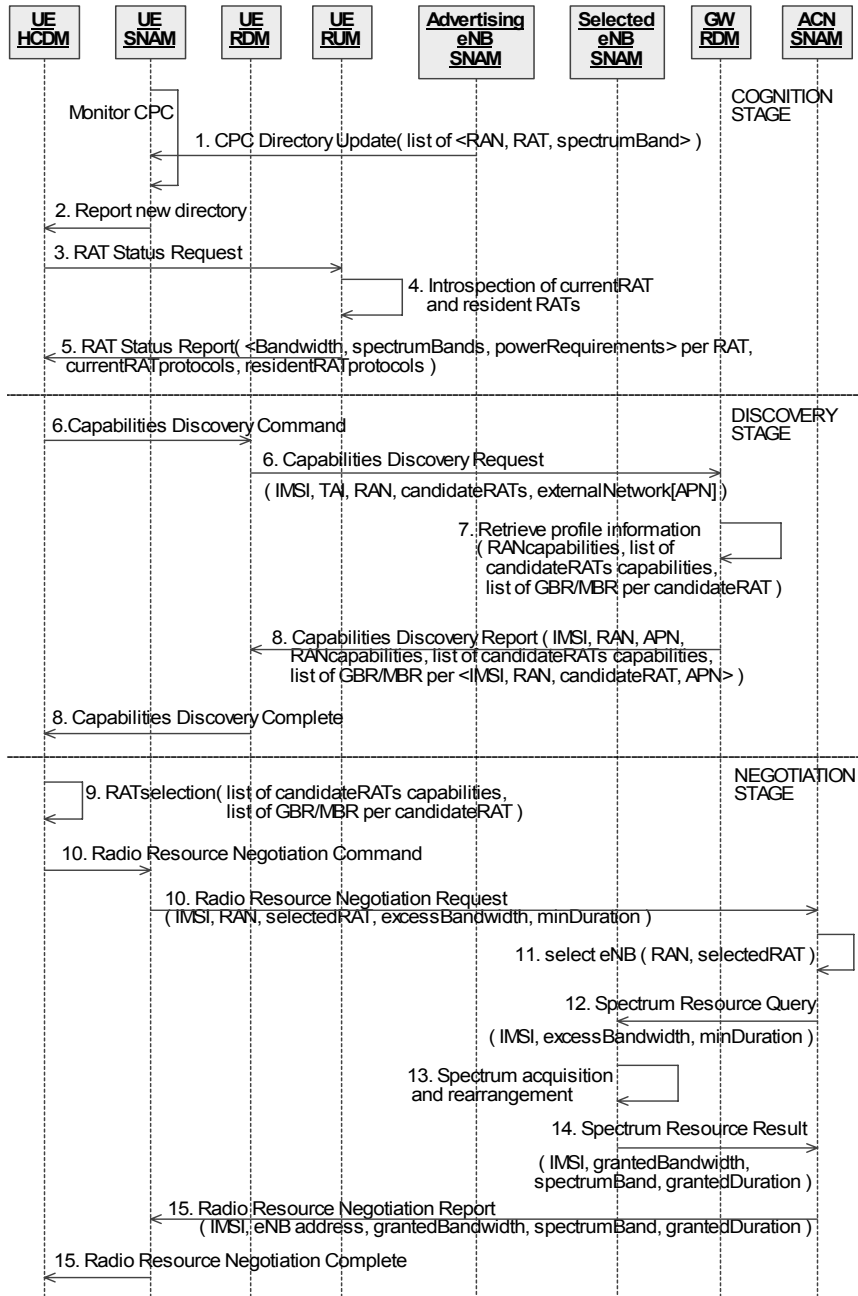 UE
HCDM
UE
SNAM
UE
RDM
UE
RUM
Advertising
eNB
SNAM
Selected
eNB
SNAM
GW
RDM
ACN
SNAM
COGNITION
STAGE
Monitor CPC
1. CPC Directory Update( list of <RAN, RAT, spectrumBand> )
2. Report new directory
3. RAT Status Request
4. Introspection of currentRAT
and resident RATs
5. RAT Status Report( <Bandwidth, spectrumBands, powerRequirements> per RAT,
currentRATprotocols, residentRATprotocols )
DISCOVERY
STAGE
6.Capabilities Discovery Command
6. Capabilities Discovery Request
( IMSI, TAI, RAN, candidateRATs, externalNetwork[APN] )
7. Retrieve profile information
( RANcapabilities, list of
candidateRATs capabilities,
list of GBR/MBR per candidateRAT )
8. Capabilities Discovery Report ( IMSI, RAN, APN,
RANcapabilities, list of candidateRATs capabilities,
list of GBR/MBR per <IMSI, RAN, candidateRAT, APN> )
8. Capabilities Discovery Complete
NEGOTIATION
STAGE
9. RATselection( list of candidateRATs capabilities,
list of GBR/MBR per candidateRAT )
10. Radio Resource Negotiation Command
10. Radio Resource Negotiation Request
( IMSI, RAN, selectedRAT, excessBandwidth, minDuration )
11. select eNB ( RAN, selectedRAT )
12. Spectrum Resource Query
( IMSI, excessBandwidth, minDuration )
13. Spectrum acquisition
and rearrangement
14. Spectrum Resource Result
( IMSI, grantedBandwidth,
spectrumBand, grantedDuration )
15. Radio Resource Negotiation Report
( IMSI, eNB address, grantedBandwidth, spectrumBand, grantedDuration )
15. Radio Resource Negotiation Complete